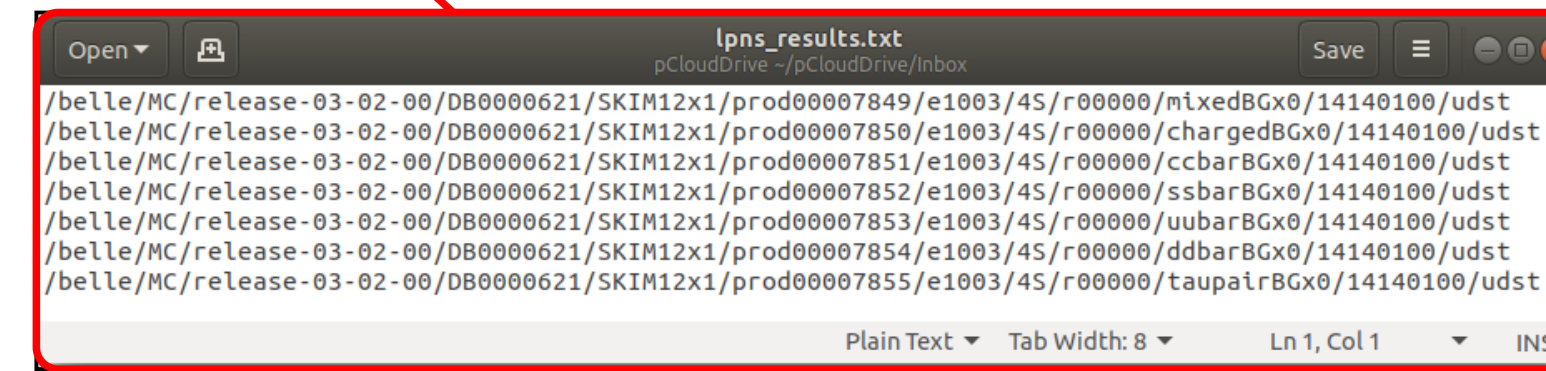 Open
lpns_results.txt
pCloudDrive ~/pCloudDrive/Inbox
Save
/belle/MC/release-03-02-00/DB0000621/SKIM12x1/prod00007849/e1003/4S/r00000/mixedBGx0/14140100/udst
/belle/MC/release-03-02-00/DB0000621/SKIM12x1/prod00007850/e1003/4S/r00000/chargedBGx0/14140100/udst
/belle/MC/release-03-02-00/DB0000621/SKIM12x1/prod00007851/e1003/4S/r00000/ccbarBGx0/14140100/udst
/belle/MC/release-03-02-00/DB0000621/SKIM12x1/prod00007852/e1003/4S/r00000/ssbarBGx0/14140100/udst
/belle/MC/release-03-02-00/DB0000621/SKIM12x1/prod00007853/e1003/4S/r00000/uubarBGx0/14140100/udst
/belle/MC/release-03-02-00/DB0000621/SKIM12x1/prod00007854/e1003/4S/r00000/ddbarBGx0/14140100/udst
/belle/MC/release-03-02-00/DB0000621/SKIM12x1/prod00007855/e1003/4S/r00000/taupairBGx0/14140100/udst
Plain Text Tab Width: 8 Ln 1, Col 1